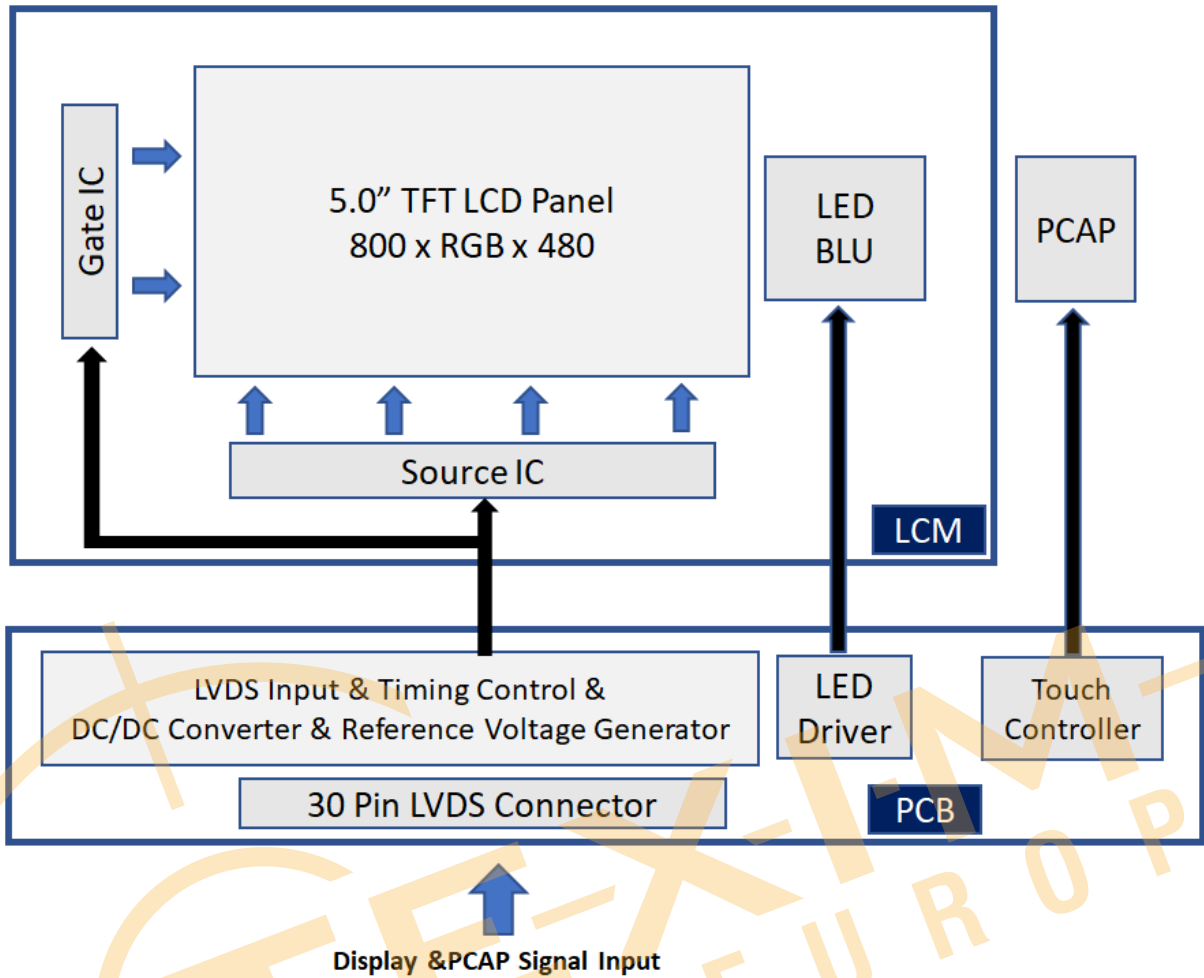 Gate IC
5.0” TFT LCD Panel
800 x RGB x 480
LED
BLU
PCAP
Source IC
LCM
LVDS Input & Timing Control &
DC/DC Converter & Reference Voltage Generator
LED
Driver
Touch
Controller
30 Pin LVDS Connector
PCB
Display &PCAP Signal Input